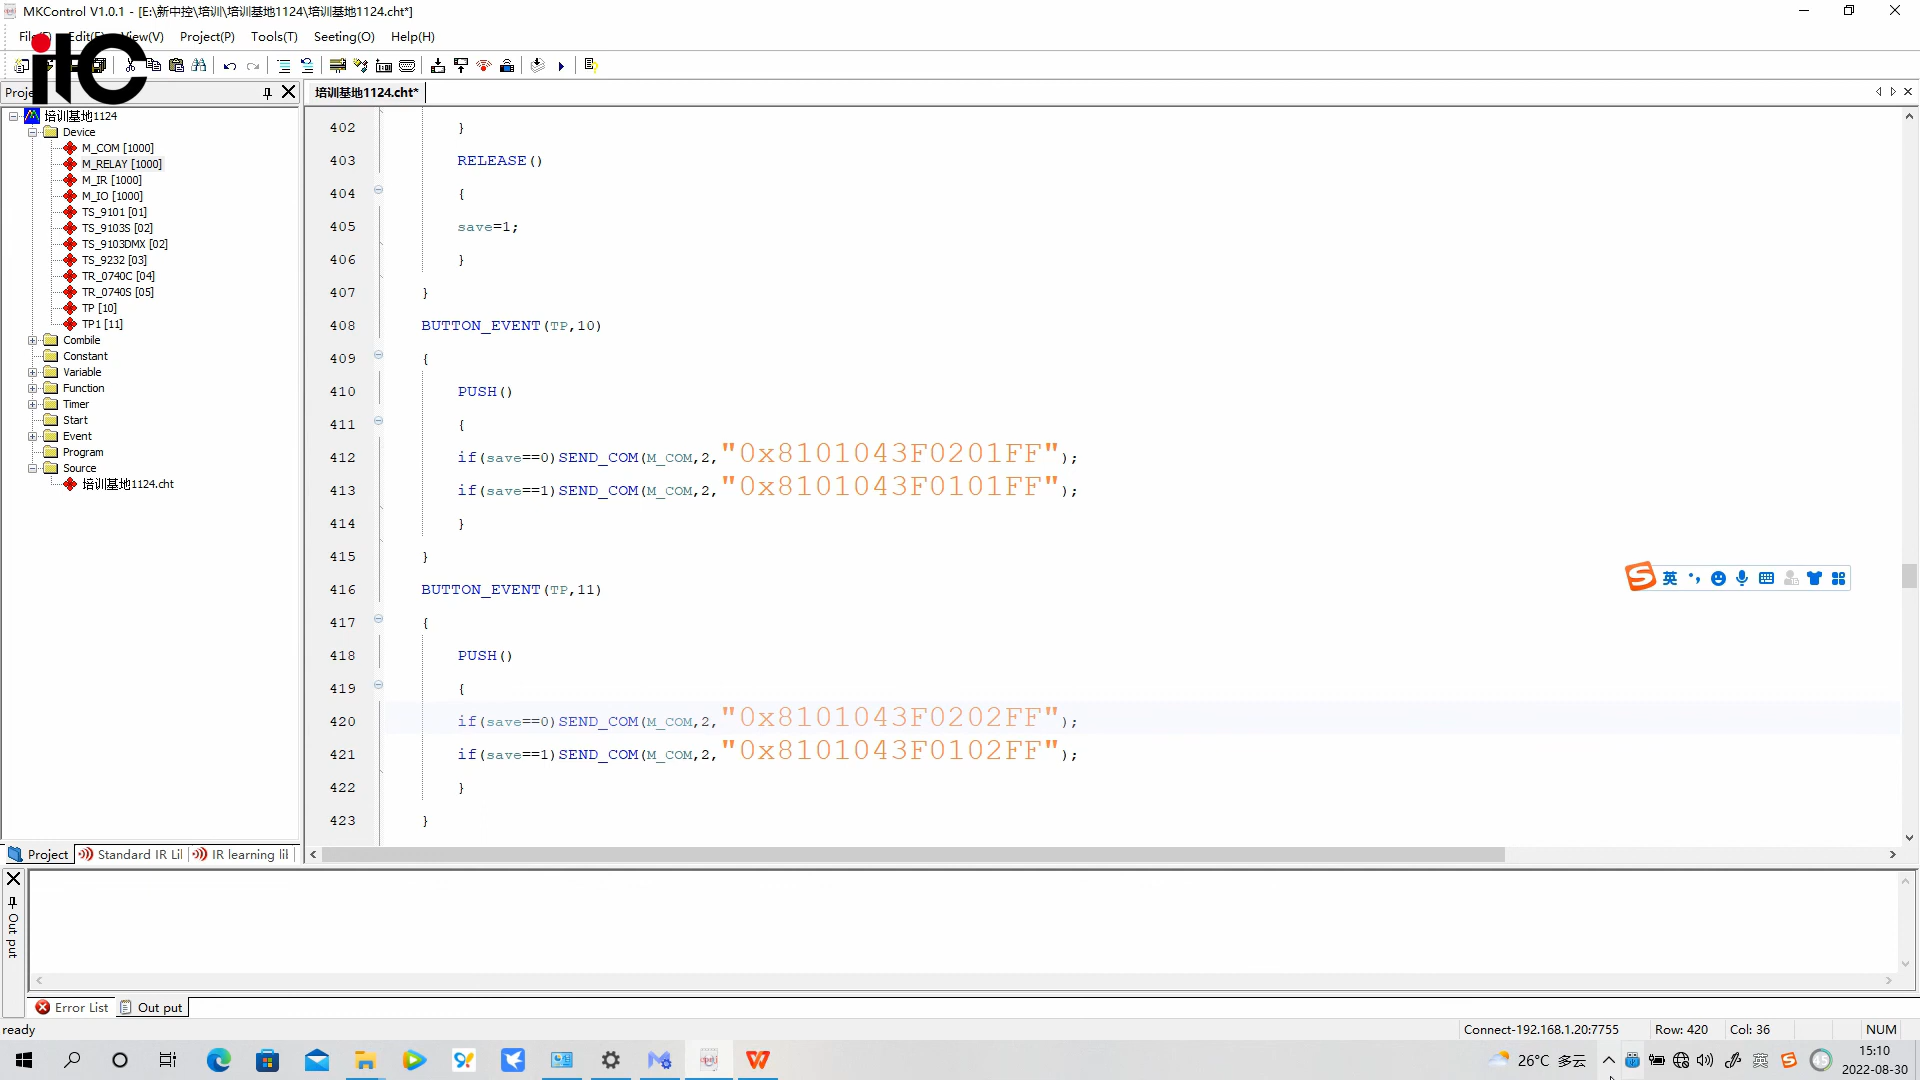 MKControl V1.0.1 - [E:\新中控\培训\培训基地1124\培训基地1124.cht*]
View(V) Project(P) Tools(T) Seeting(O) Help(H)
itc
培训基地1124.cht*
培训基地1124
Device
M_COM [1000]
M_RELAY [1000]
M_IR [1000]
M_IO [1000]
TS_9101 [01]
TS_9103S [02]
TS_9103DMX [02]
TS_9232 [03]
TR_0740C [04]
TR_0740S [05]
TP [10]
TP1 [11]
Combile
Constant
Variable
Function
Timer
Start
Event
Program
Source
培训基地1124.cht
Project Standard IR Lil IR learning lil
402 }
403 RELEASE()
404 {
405 save=1;
406 }
407 }
408 BUTTON_EVENT(TP,10)
409 {
410 PUSH()
411 {
412 if(save==0)SEND_COM(M_COM,2,"0x8101043F0201FF");
413 if(save==1)SEND_COM(M_COM,2,"0x8101043F0101FF");
414 }
415 }
416 BUTTON_EVENT(TP,11)
417 {
418 PUSH()
419 {
420 if(save==0)SEND_COM(M_COM,2,"0x8101043F0202FF");
421 if(save==1)SEND_COM(M_COM,2,"0x8101043F0102FF");
422 }
423 }
英
Out put
Error List Out put
ready Connect-192.168.1.20:7755 Row: 420 Col: 36 NUM
26°C 多云 英 45 15:10
2022-08-30